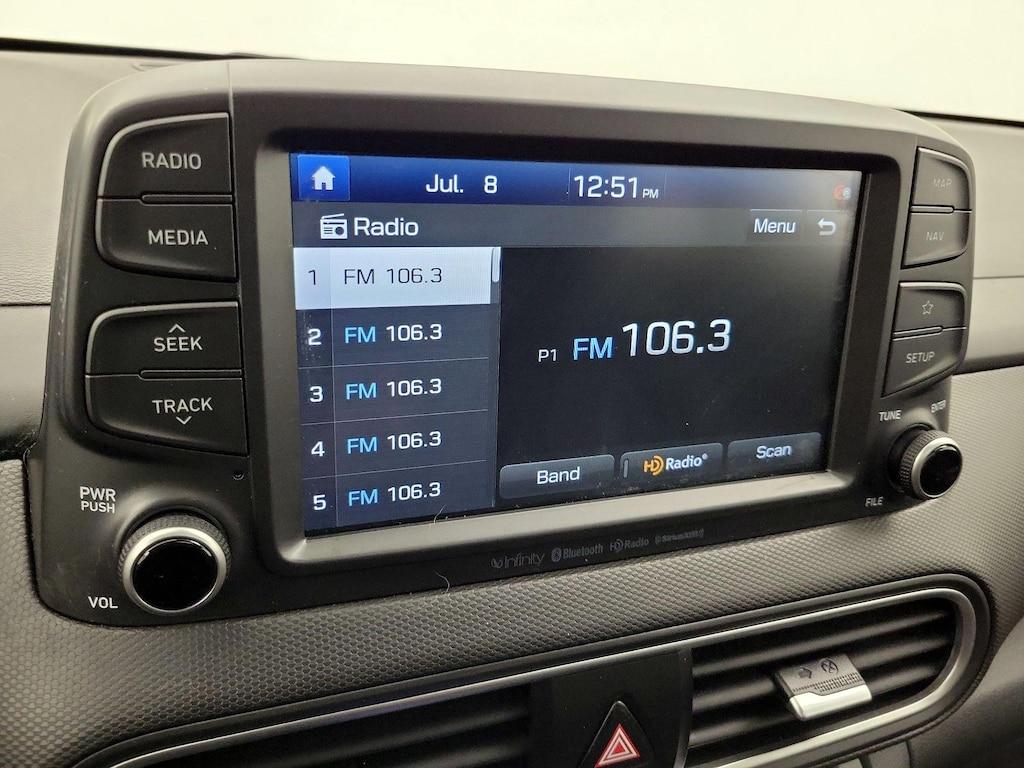 RADIO
MEDIA
SEEK
TRACK
PWR
PUSH
VOL
Jul. 8 12:51 PM
Radio Menu
1 FM 106.3
2 FM 106.3
3 FM 106.3
4 FM 106.3
5 FM 106.3
P1 FM 106.3
Band HD Radio® Scan
MAP
NAV
SETUP
TUNE ENTER
FILE
infinity Bluetooth HD Radio SiriusXM